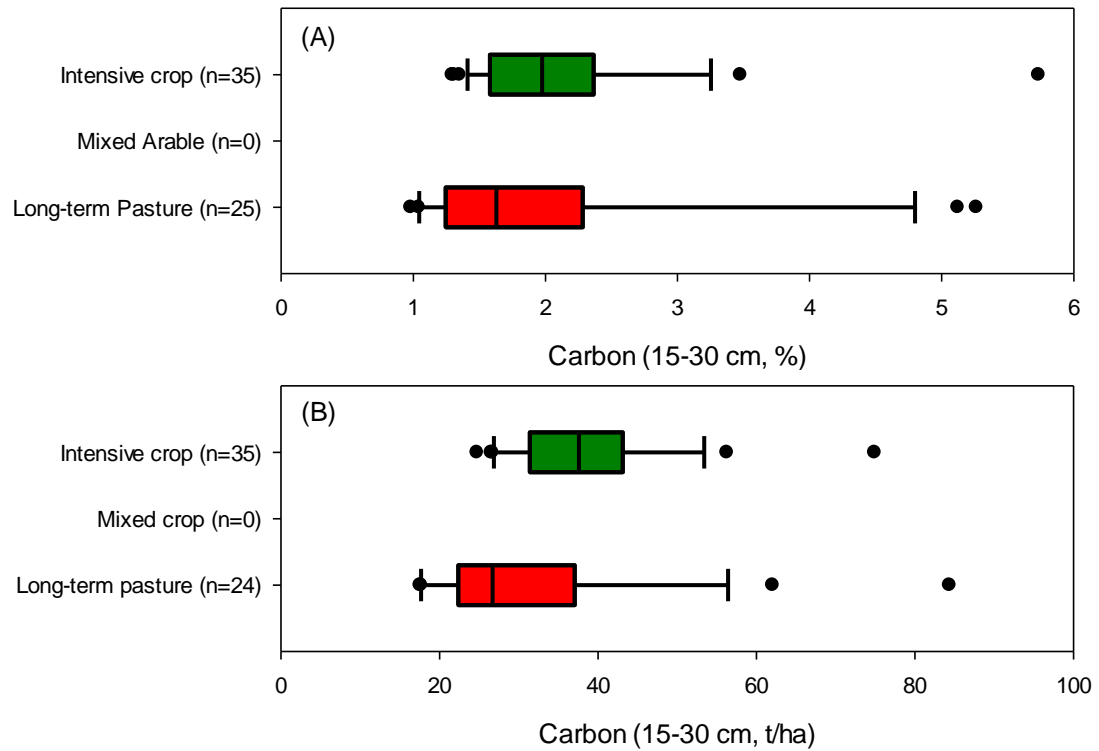 (A)
Intensive crop (n=35)
Mixed Arable (n=0)
Long-term Pasture (n=25)
0 1 2 3 4 5 6
Carbon (15-30 cm, %)
(B)
Intensive crop (n=35)
Mixed crop (n=0)
Long-term pasture (n=24)
0 20 40 60 80 100
Carbon (15-30 cm, t/ha)